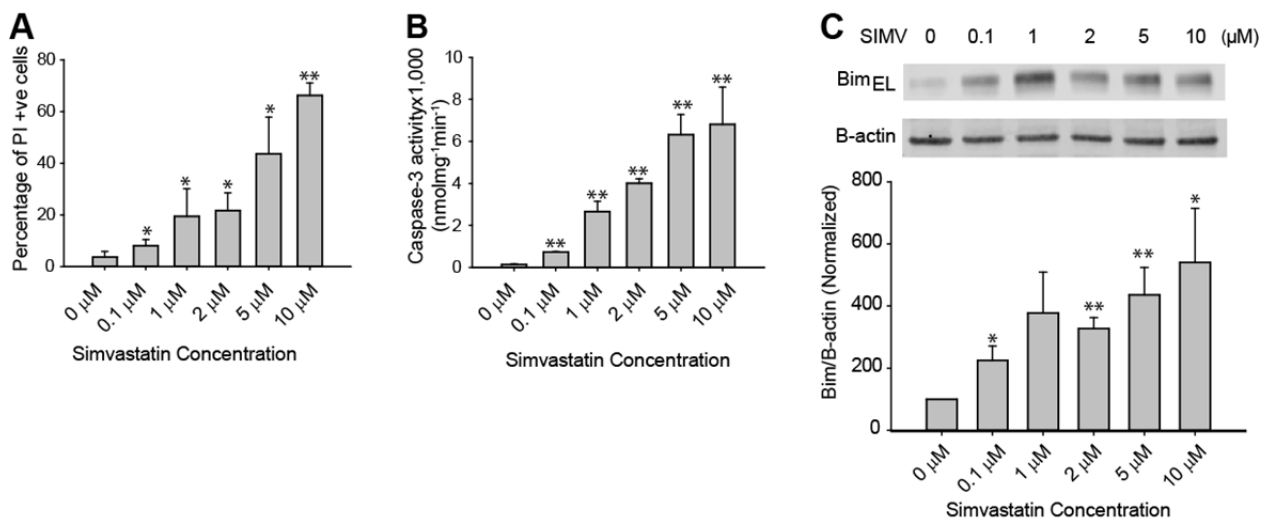 A
Percentage of PI +ve cells
80
60
40
20
0
*
*
*
*
**
0 µM
0.1 µM
1 µM
2 µM
5 µM
10 µM
Simvastatin Concentration
B
Caspase-3 activityx1,000
(nmolmg⁻¹min⁻¹)
10
8
6
4
2
0
**
**
**
**
**
0 µM
0.1 µM
1 µM
2 µM
5 µM
10 µM
Simvastatin Concentration
C
SIMV 0 0.1 1 2 5 10 (µM)
Bim EL
B-actin
Bim/B-actin (Normalized)
800
600
400
200
0
*
**
**
*
0 µM
0.1 µM
1 µM
2 µM
5 µM
10 µM
Simvastatin Concentration